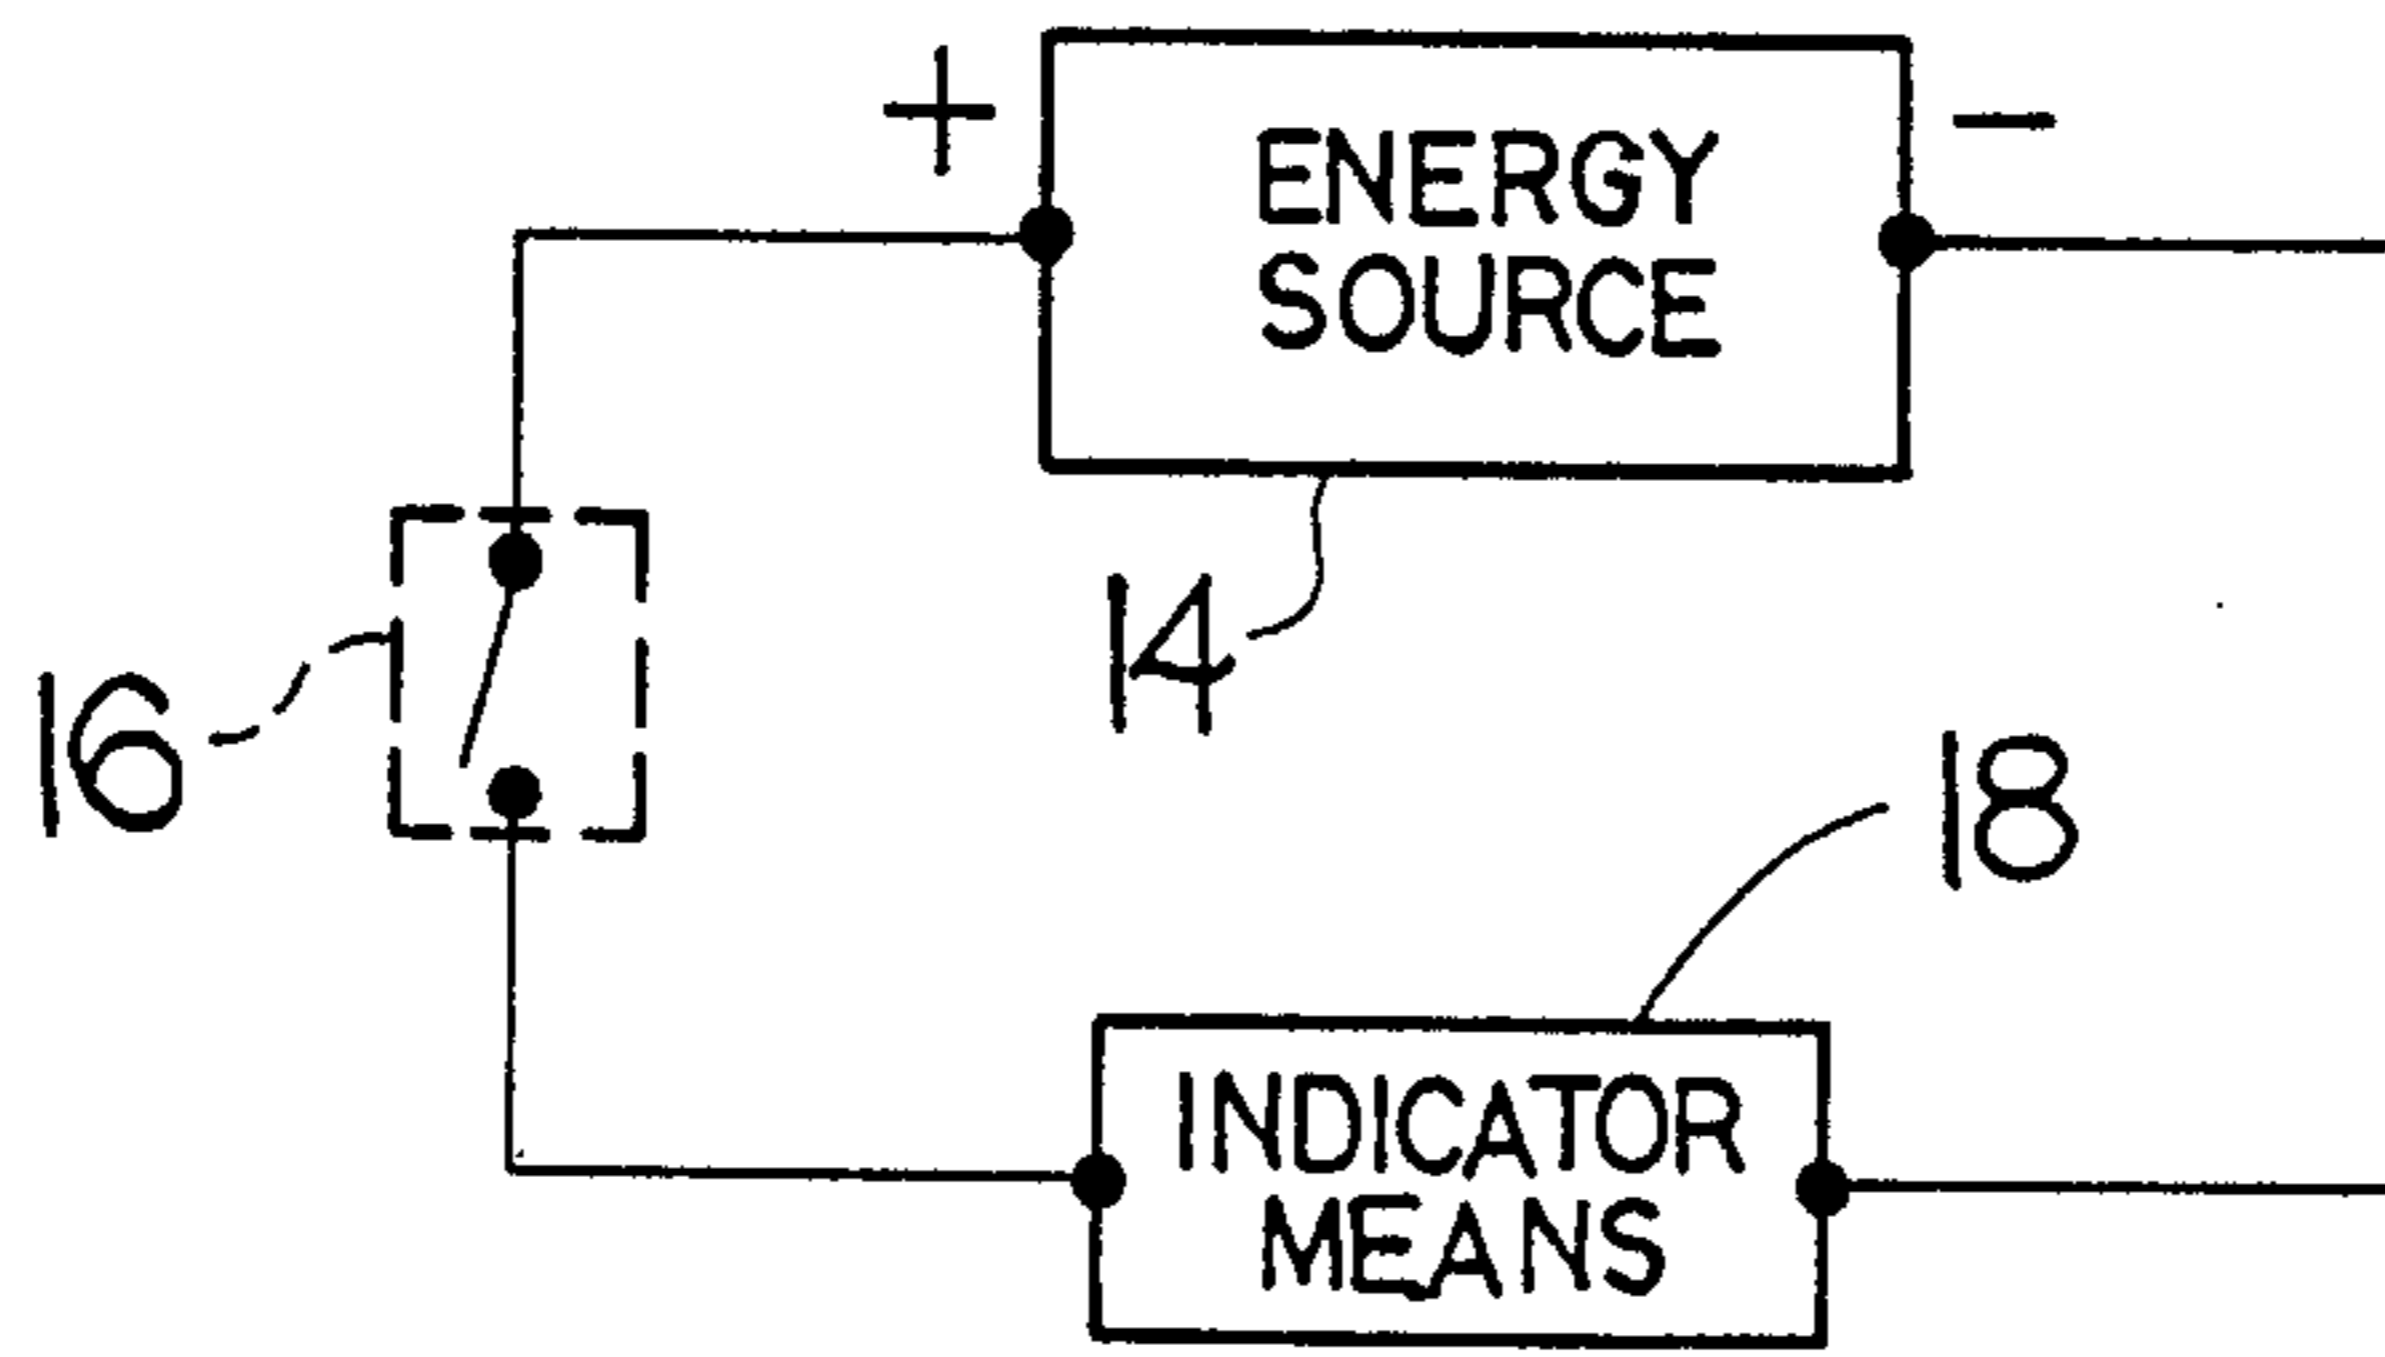 +
ENERGY
SOURCE
–
14
16
18
INDICATOR
MEANS